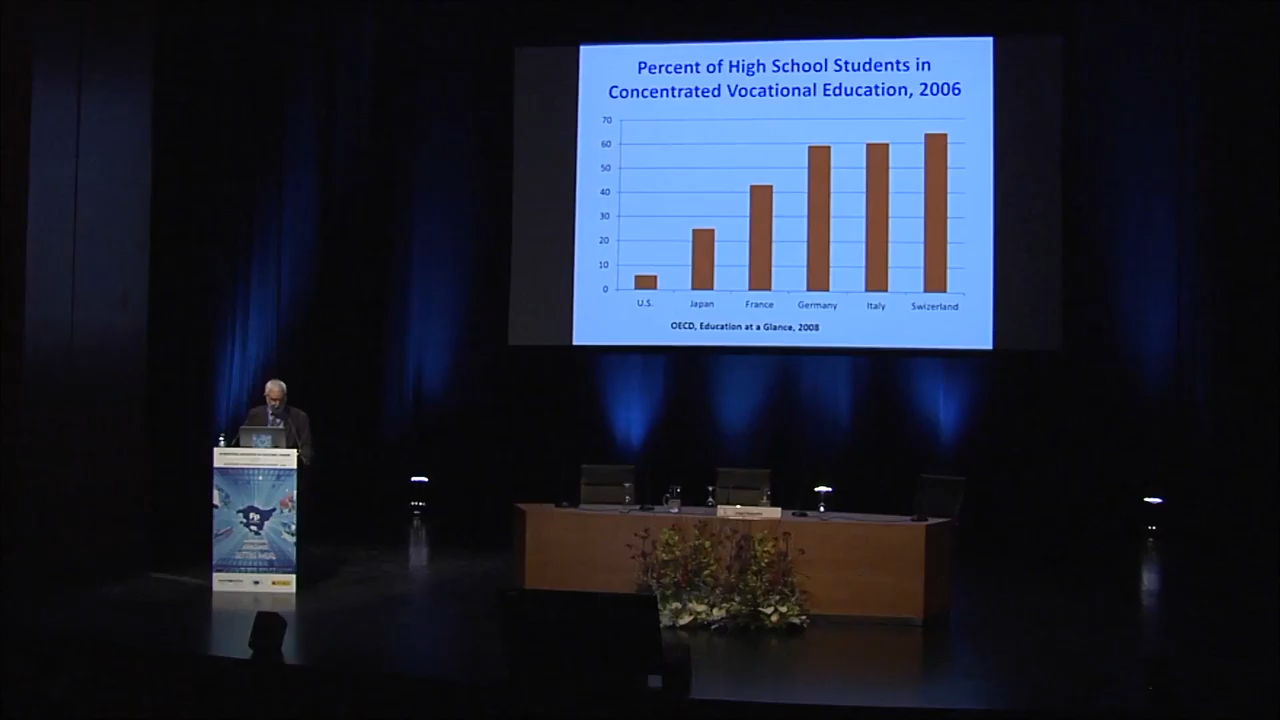 Percent of High School Students in
Concentrated Vocational Education, 2006
70
60
50
40
30
20
10
0
U.S.
Japan
France
Germany
Italy
Swizerland
OECD, Education at a Glance, 2008